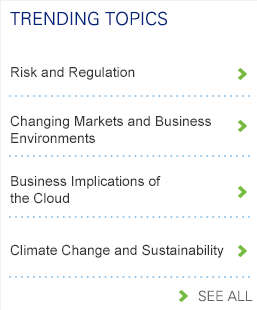 TRENDING TOPICS
Risk and Regulation
Changing Markets and Business
Environments
Business Implications of
the Cloud
Climate Change and Sustainability
SEE ALL